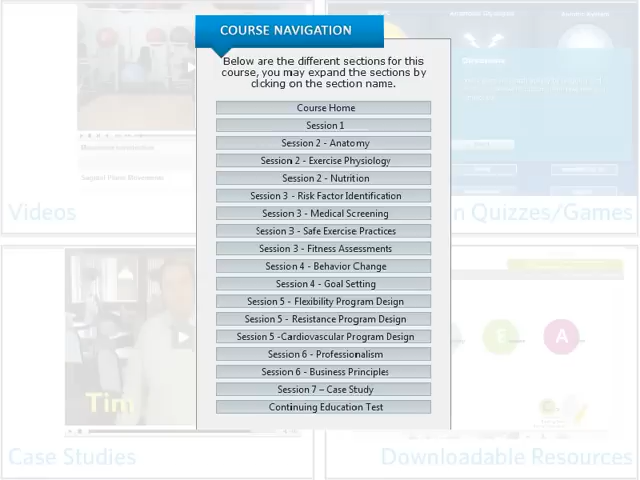 COURSE NAVIGATION
Below are the different sections for this
course, you may expand the sections by
clicking on the section name.
Course Home
Session 1
Session 2 - Anatomy
Session 2 - Exercise Physiology
Session 2 - Nutrition
Session 3 - Risk Factor Identification
Session 3 - Medical Screening
Session 3 - Safe Exercise Practices
Session 3 - Fitness Assessments
Session 4 - Behavior Change
Session 4 - Goal Setting
Session 5 - Flexibility Program Design
Session 5 - Resistance Program Design
Session 5 -Cardiovascular Program Design
Session 6 - Professionalism
Session 6 - Business Principles
Session 7 – Case Study
Continuing Education Test
Videos
n Quizzes/Games
Tim
A
Case Studies
Downloadable Resources